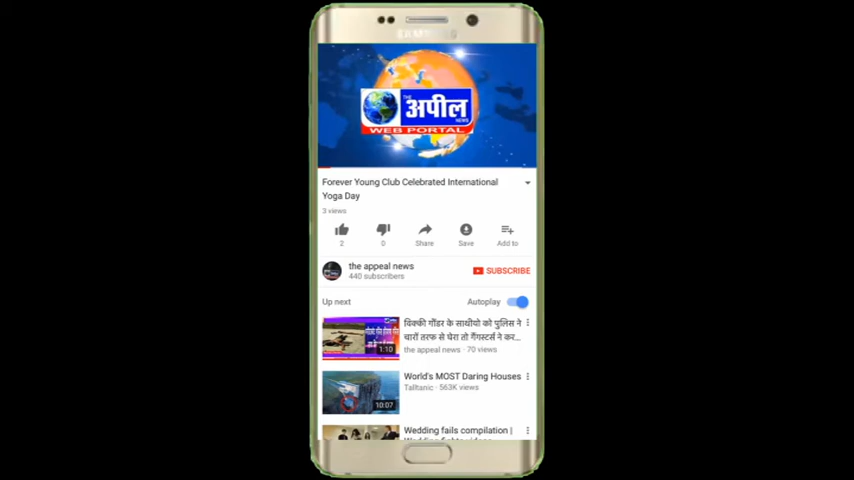 SAMSUNG
THE
अपील
NEWS
WEB PORTAL
Forever Young Club Celebrated International
Yoga Day
3 views
2
0
Share
Save
Add to
the appeal news
440 subscribers
SUBSCRIBE
Up next
Autoplay
विक्की गौंडर के साथीयो को पुलिस ने
चारों तरफ से घेरा तो गैंगस्टर्स ने कर...
the appeal news · 70 views
1:10
World's MOST Daring Houses
Talltanic · 563K views
10:07
Wedding fails compilation |